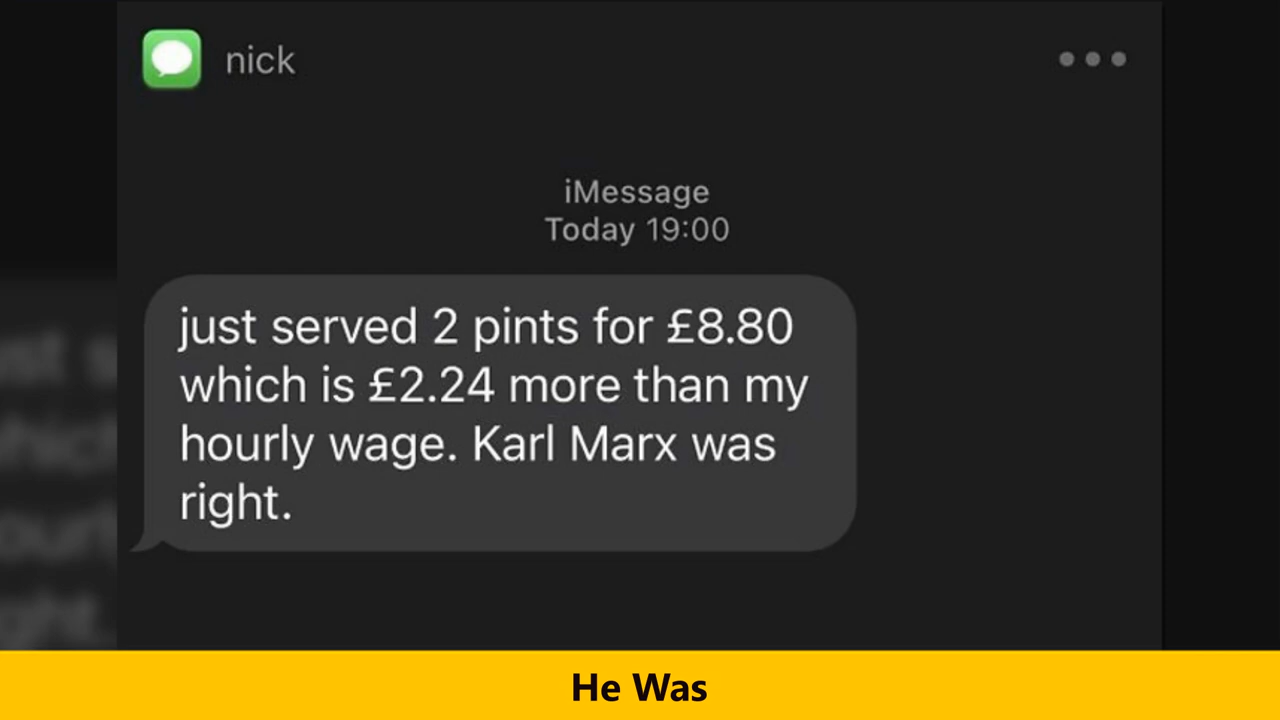 nick
iMessage
Today 19:00
just served 2 pints for £8.80
which is £2.24 more than my
hourly wage. Karl Marx was
right.
He Was